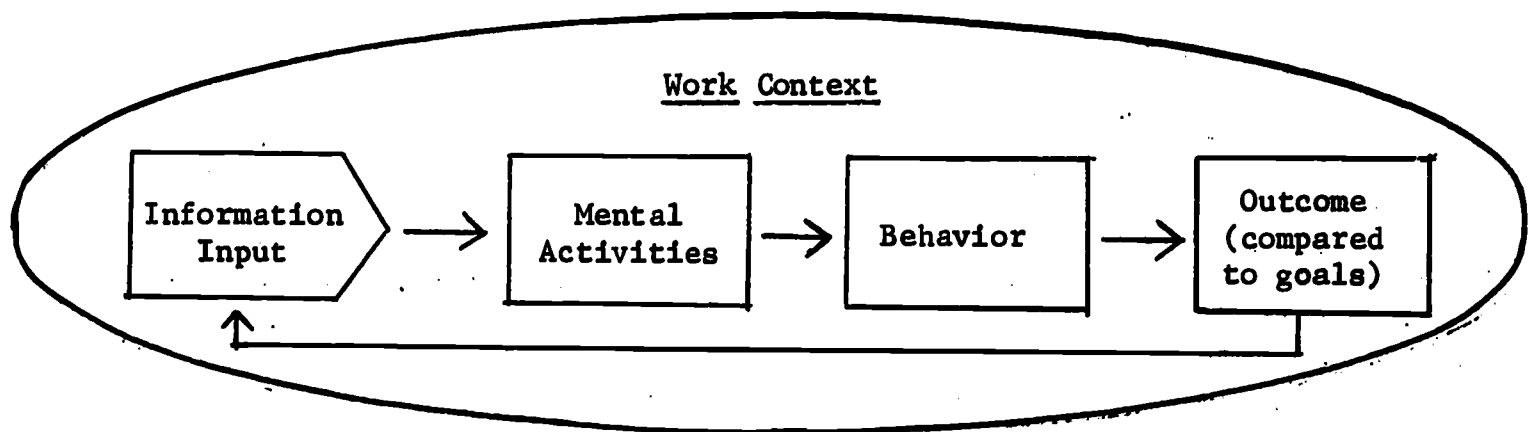 Work Context
Information
Input
Mental
Activities
Behavior
Outcome
(compared
to goals)